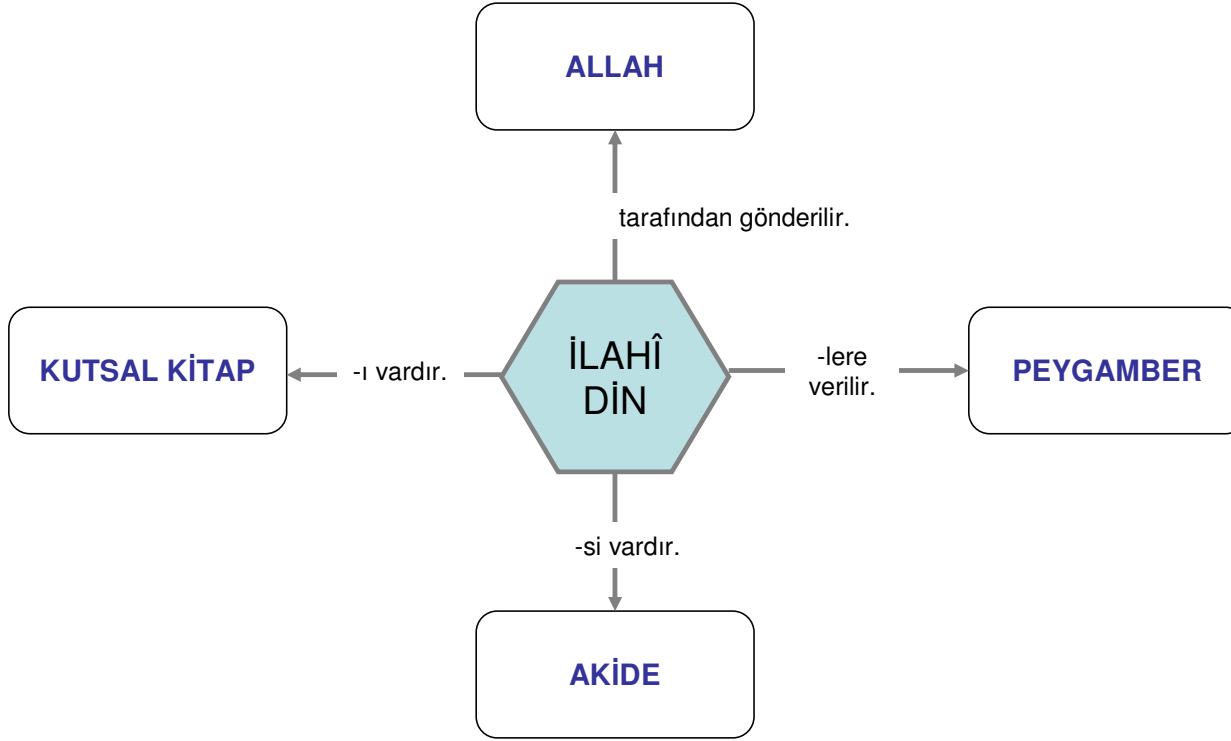 ALLAH
tarafından gönderilir.
KUTSAL KİTAP
-ı vardır.
İLAHÎ
DİN
-lere
verilir.
PEYGAMBER
-si vardır.
AKİDE